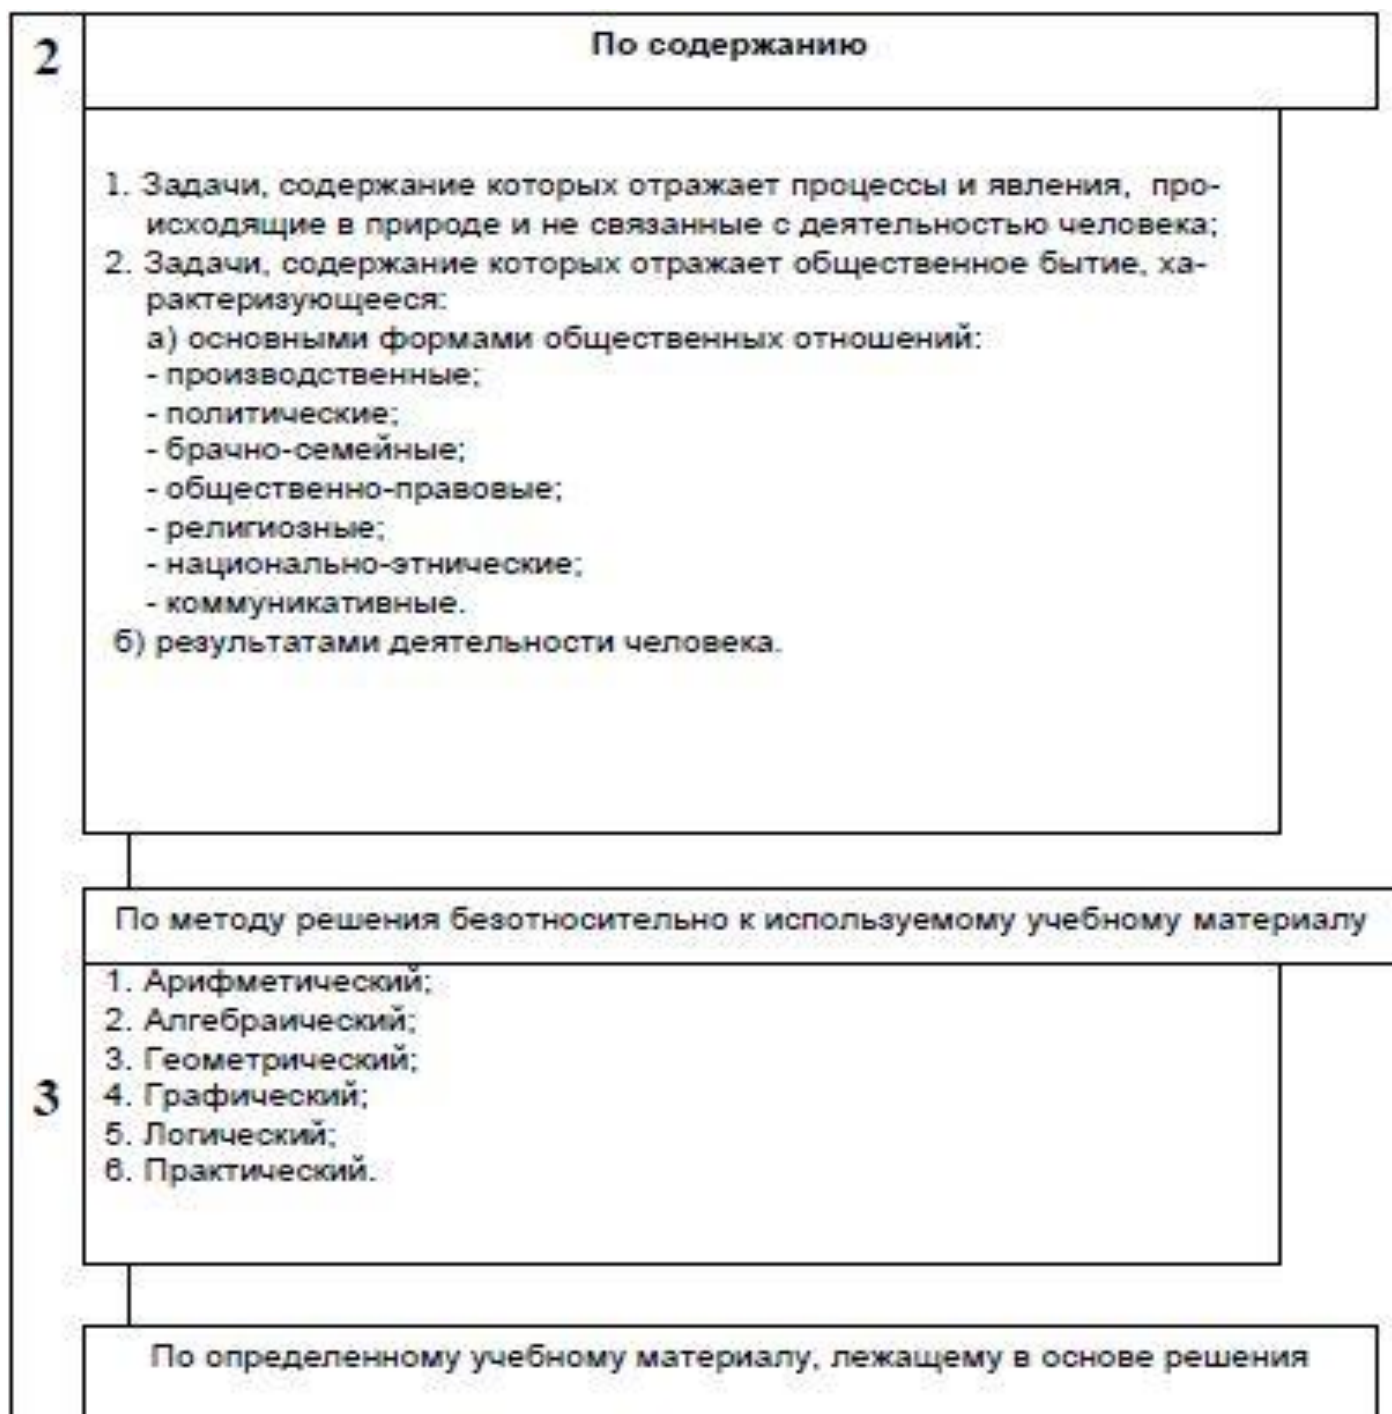 2
По содержанию
1. Задачи, содержание которых отражает процессы и явления, про-
исходящие в природе и не связанные с деятельностью человека;
2. Задачи, содержание которых отражает общественное бытие, ха-
рактеризующееся:
а) основными формами общественных отношений:
- производственные;
- политические;
- брачно-семейные;
- общественно-правовые;
- религиозные;
- национально-этнические;
- коммуникативные.
б) результатами деятельности человека.
По методу решения безотносительно к используемому учебному материалу
3
1. Арифметический;
2. Алгебраический;
3. Геометрический;
4. Графический;
5. Логический;
6. Практический.
По определенному учебному материалу, лежащему в основе решения